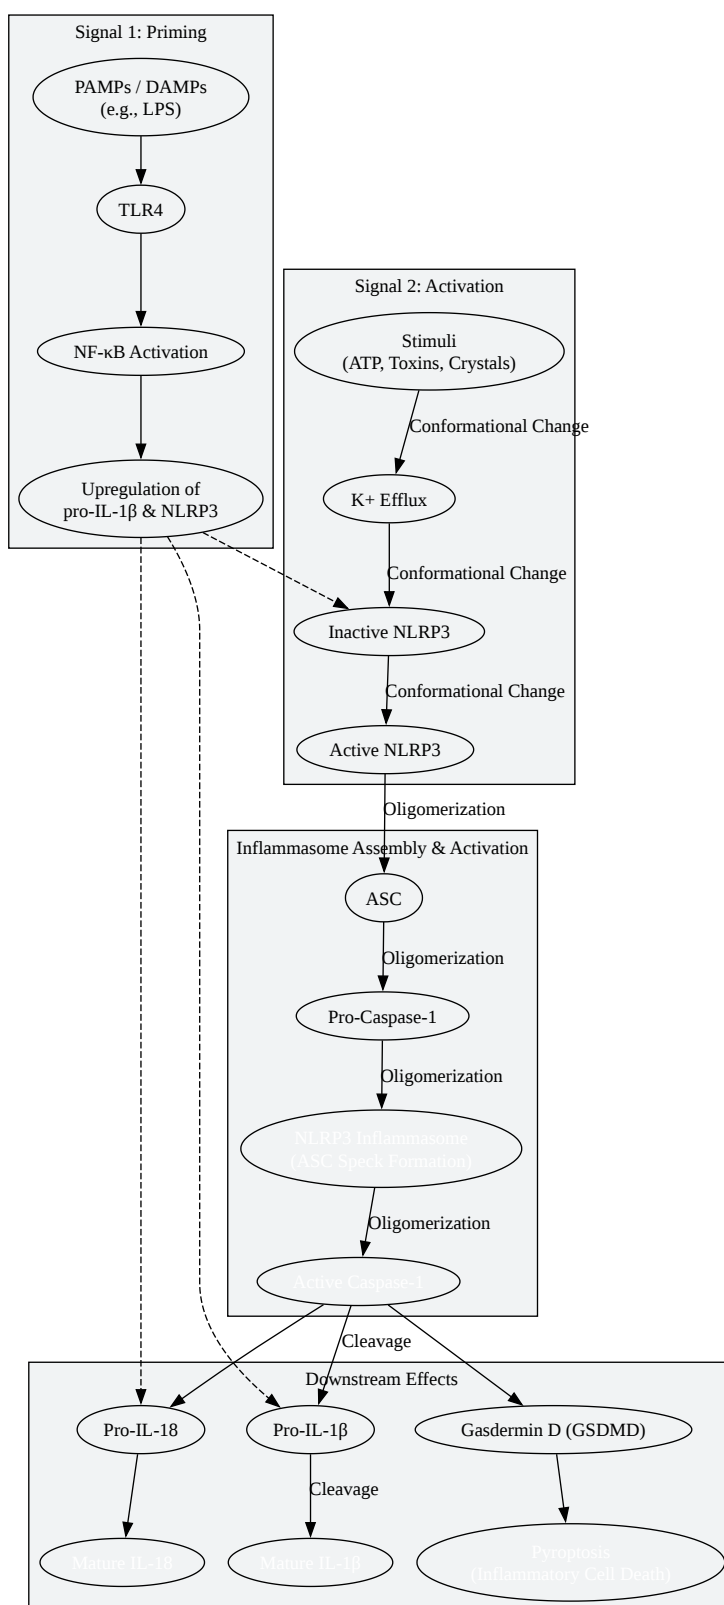 Signal 1: Priming
PAMPs / DAMPs
(e.g., LPS)
TLR4
NF-κB Activation
Upregulation of
pro-IL-1β & NLRP3
Signal 2: Activation
Stimuli
(ATP, Toxins, Crystals)
Conformational Change
K+ Efflux
Conformational Change
Inactive NLRP3
Conformational Change
Active NLRP3
Oligomerization
Inflammasome Assembly & Activation
ASC
Oligomerization
Pro-Caspase-1
Oligomerization
NLRP3 Inflammasome
(ASC Speck Formation)
Oligomerization
Active Caspase-1
Cleavage
Downstream Effects
Pro-IL-18
Pro-IL-1β
Gasdermin D (GSDMD)
Cleavage
Mature IL-18
Mature IL-1β
Pyroptosis
(Inflammatory Cell Death)